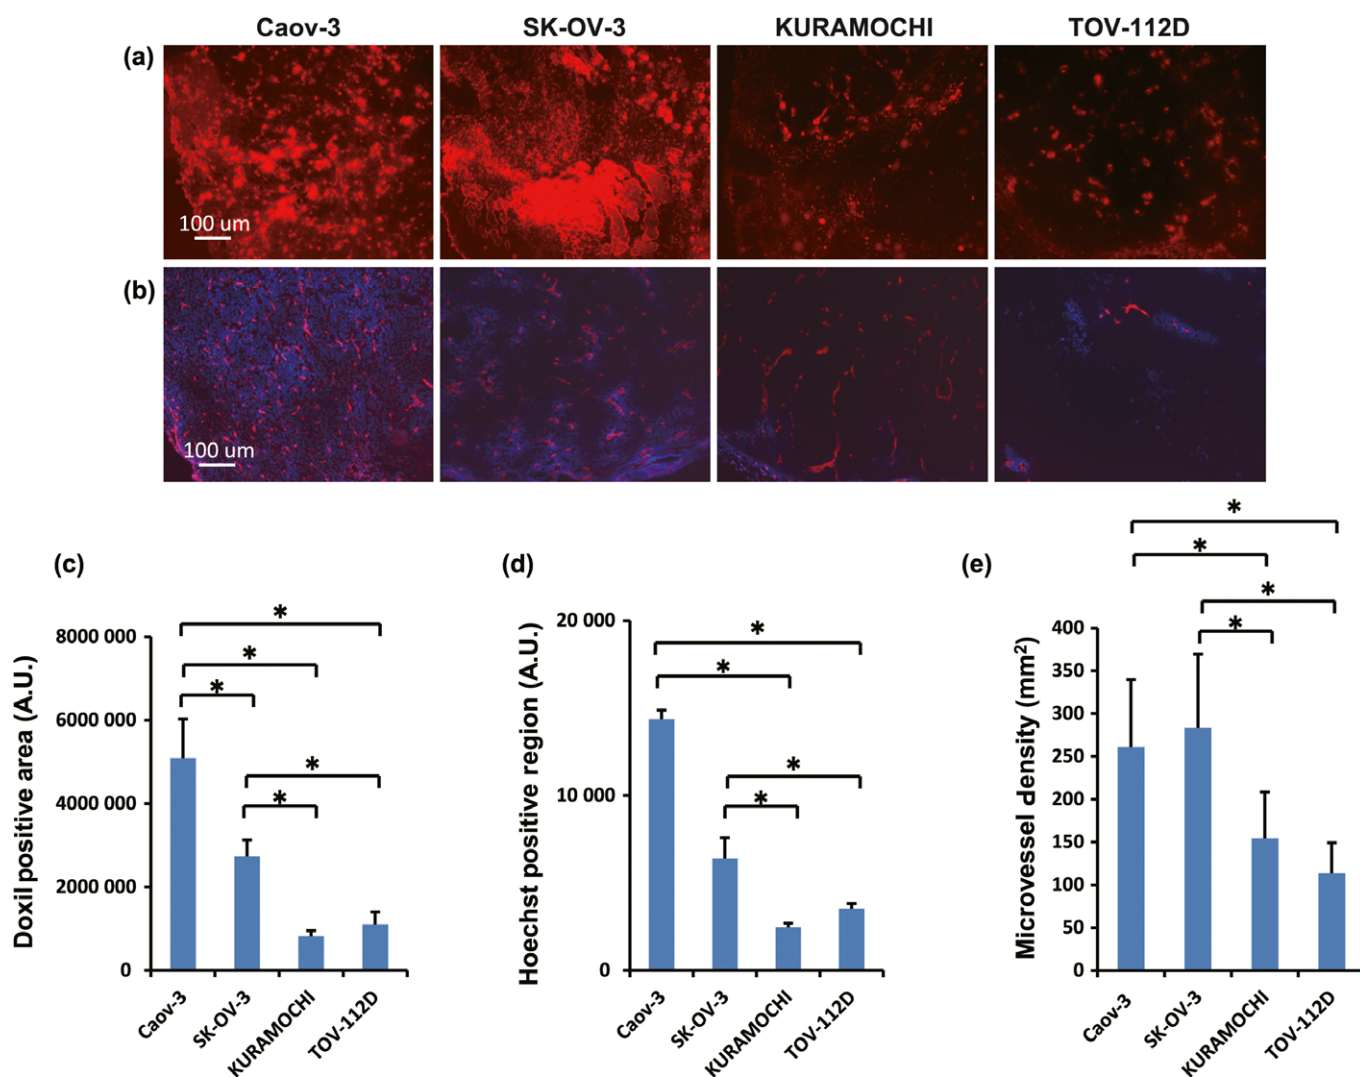 Caov-3 SK-OV-3 KURAMOCHI TOV-112D
(a)
100 um
(b)
100 um
(c)
Doxil positive area (A.U.)
8000 000
6000 000
4000 000
2000 000
0
* * * * *
Caov-3 SK-OV-3 KURAMOCHI TOV-112D
(d)
Hoechst positive region (A.U.)
20 000
10 000
0
* * * *
Caov-3 SK-OV-3 KURAMOCHI TOV-112D
(e)
Microvessel density (mm²)
400
350
300
250
200
150
100
50
0
* * * *
Caov-3 SK-OV-3 KURAMOCHI TOV-112D